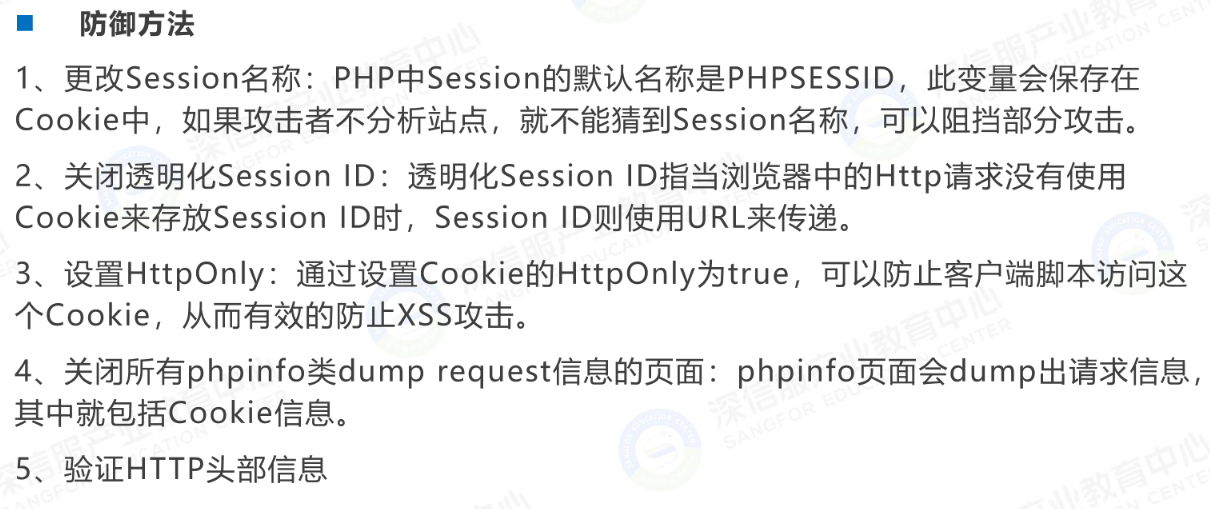 ■ 防御方法
1、更改Session名称：PHP中Session的默认名称是PHPSESSID，此变量会保存在
Cookie中，如果攻击者不分析站点，就不能猜到Session名称，可以阻挡部分攻击。
2、关闭透明化Session ID：透明化Session ID指当浏览器中的Http请求没有使用
Cookie来存放Session ID时，Session ID则使用URL来传递。
3、设置HttpOnly：通过设置Cookie的HttpOnly为true，可以防止客户端脚本访问这
个Cookie，从而有效的防止XSS攻击。
4、关闭所有phpinfo类dump request信息的页面：phpinfo页面会dump出请求信息，
其中就包括Cookie信息。
5、验证HTTP头部信息
深信服产业教育中心
SANGFOR EDUCATION CENTER